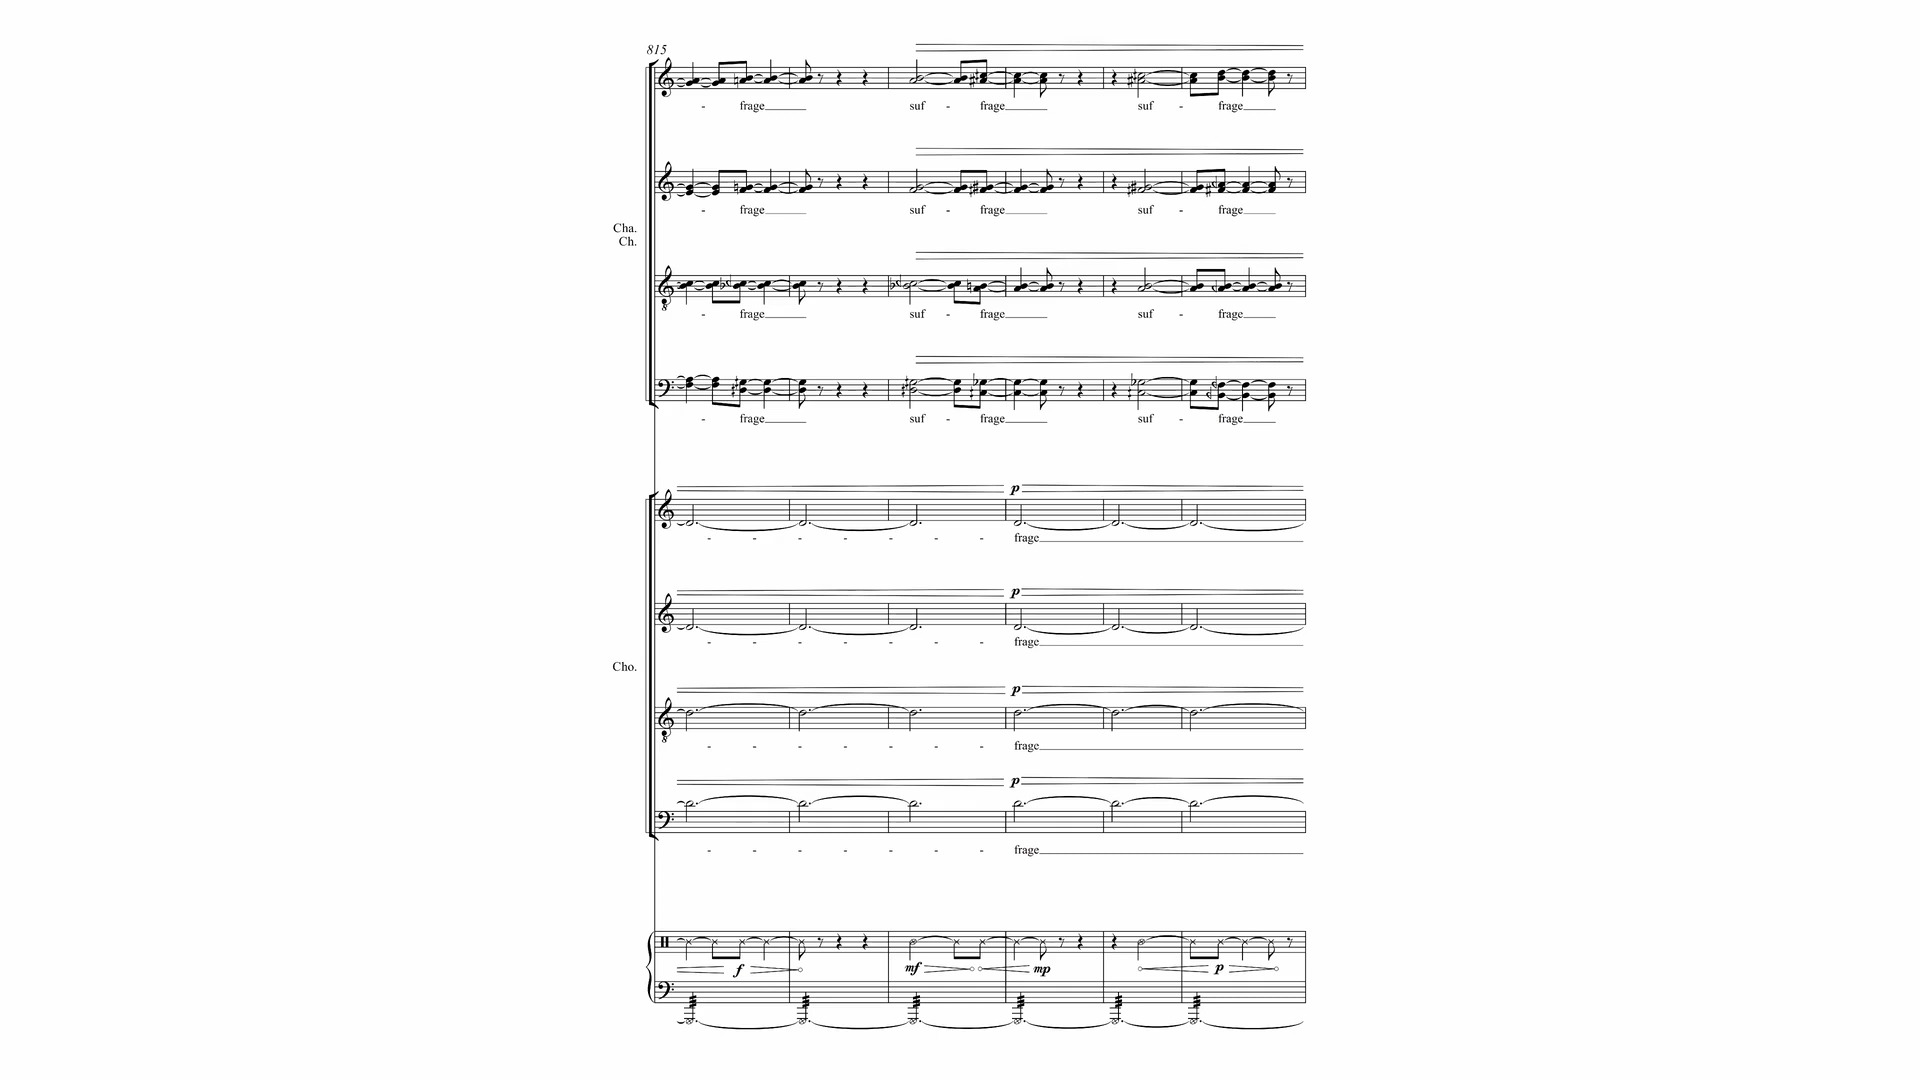 815
- frage
suf - frage
suf - frage
- frage
suf - frage
suf - frage
Cha.
Ch.
- frage
suf - frage
suf - frage
- frage
suf - frage
suf - frage
p
- - - - - - - frage
p
- - - - - - - frage
Cho.
p
- - - - - - - frage
p
- - - - - - - frage
f mf mp p